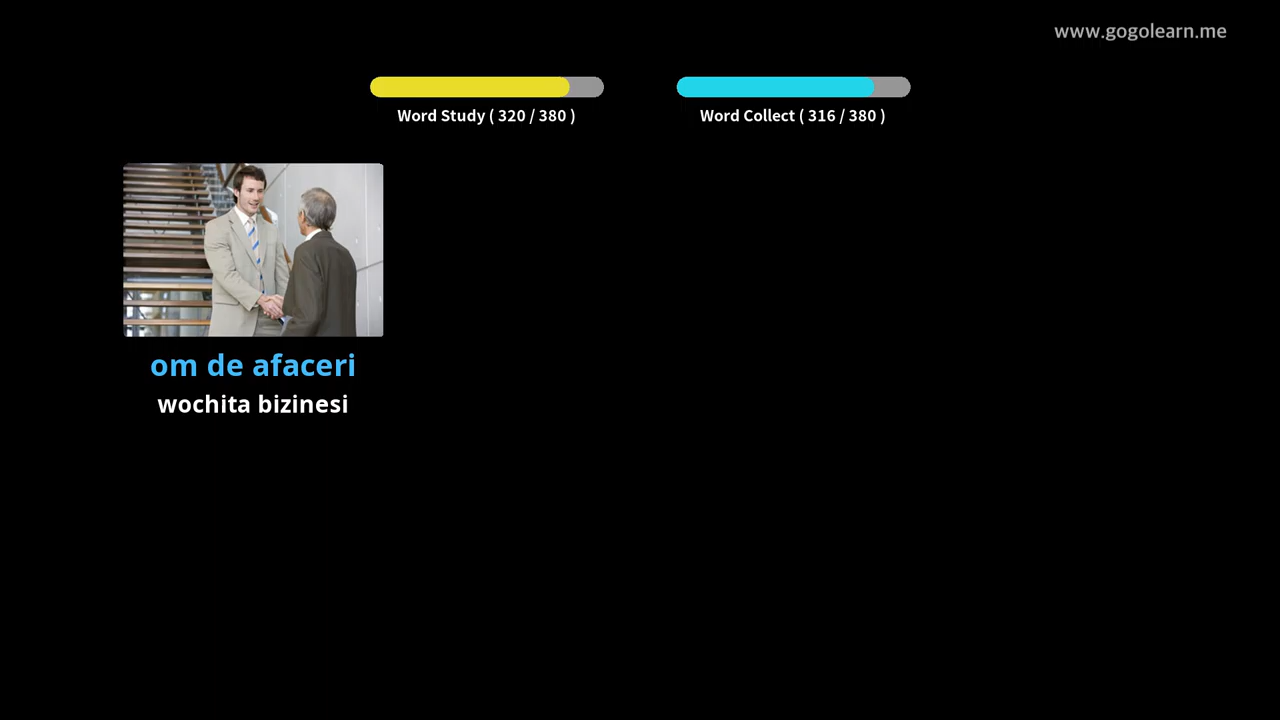 www.gogolearn.me
Word Study ( 320 / 380 )
Word Collect ( 316 / 380 )
om de afaceri
wochita bizinesi